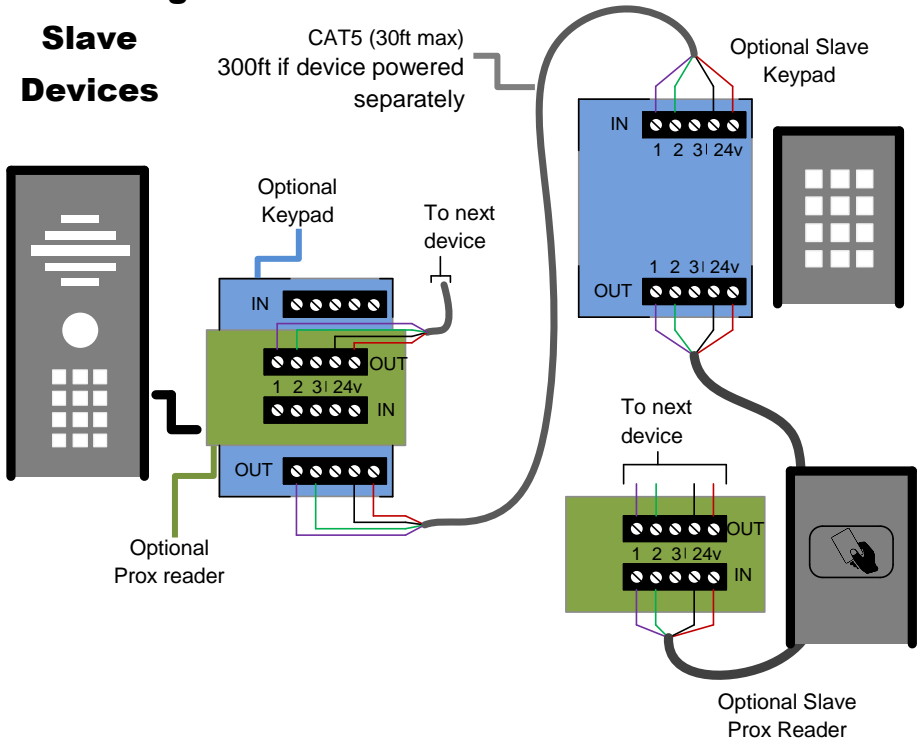 Slave
Devices
CAT5 (30ft max)
300ft if device powered
separately
Optional Slave
Keypad
IN
1 2 3 24v
1 2 3 24v
OUT
Optional
Keypad
To next
device
IN
OUT
1 2 3 24v
IN
OUT
Optional
Prox reader
To next
device
OUT
1 2 3 24v
IN
Optional Slave
Prox Reader